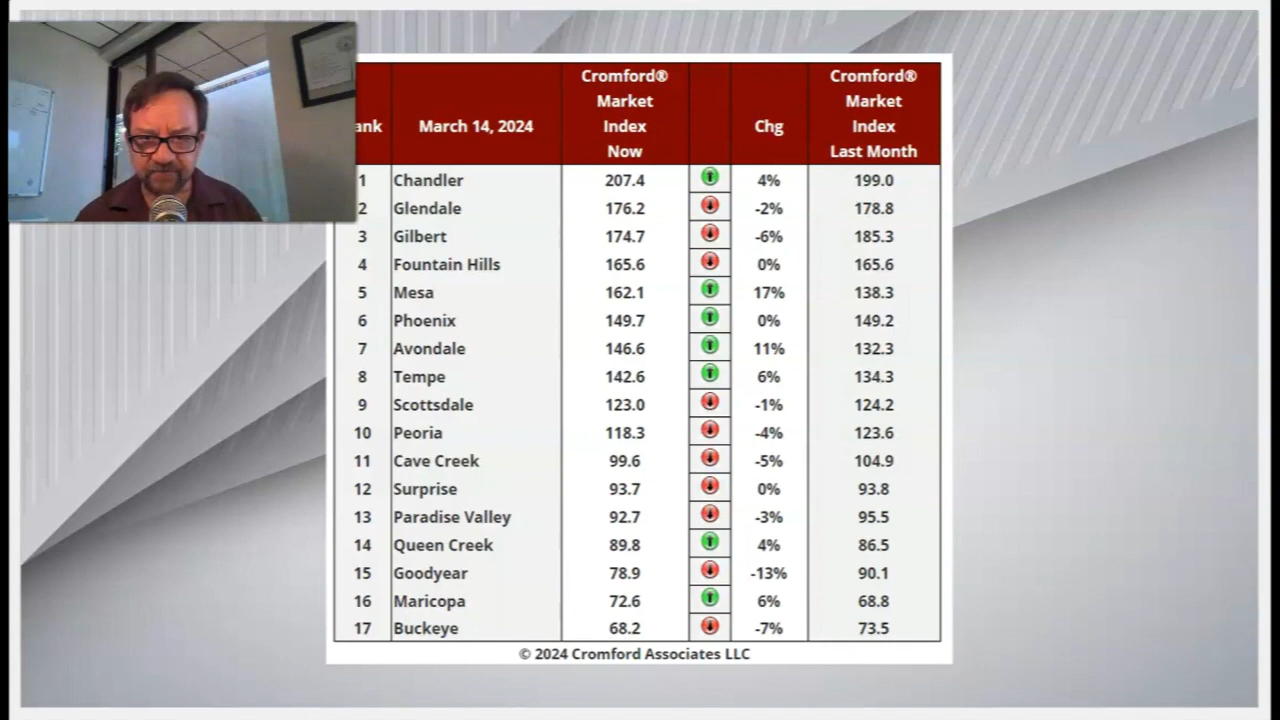 ank March 14, 2024 Cromford® Market Index Now Chg Cromford® Market Index Last Month
1 Chandler 207.4 4% 199.0
2 Glendale 176.2 -2% 178.8
3 Gilbert 174.7 -6% 185.3
4 Fountain Hills 165.6 0% 165.6
5 Mesa 162.1 17% 138.3
6 Phoenix 149.7 0% 149.2
7 Avondale 146.6 11% 132.3
8 Tempe 142.6 6% 134.3
9 Scottsdale 123.0 -1% 124.2
10 Peoria 118.3 -4% 123.6
11 Cave Creek 99.6 -5% 104.9
12 Surprise 93.7 0% 93.8
13 Paradise Valley 92.7 -3% 95.5
14 Queen Creek 89.8 4% 86.5
15 Goodyear 78.9 -13% 90.1
16 Maricopa 72.6 6% 68.8
17 Buckeye 68.2 -7% 73.5
© 2024 Cromford Associates LLC